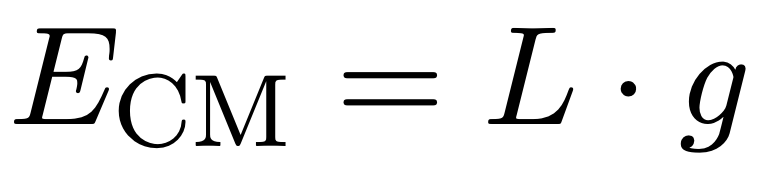 E_CM = L · g